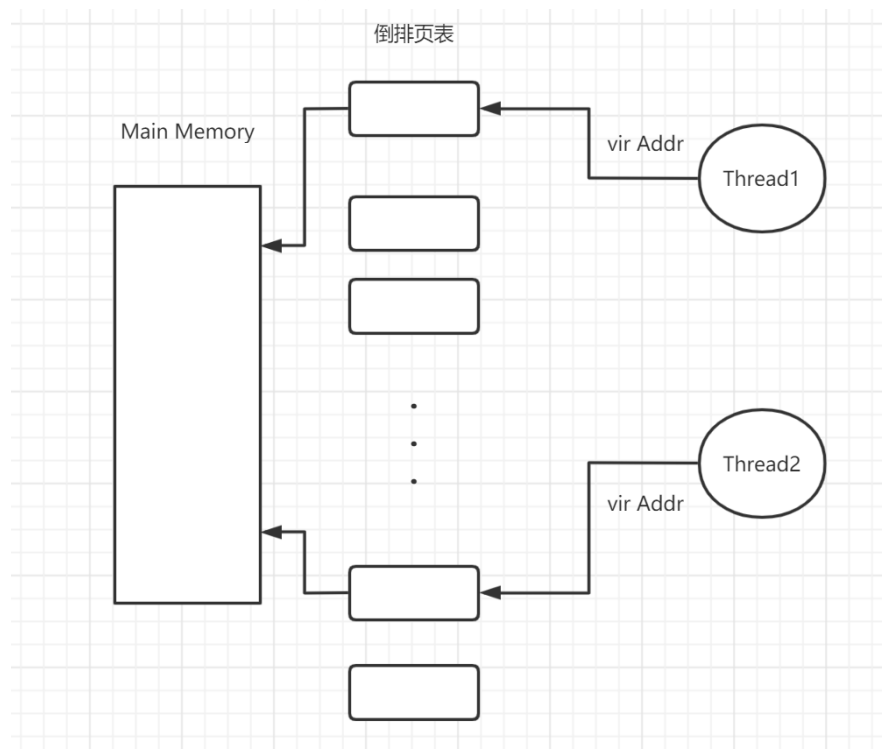 倒排页表
Main Memory
vir Addr
Thread1
Thread2
vir Addr